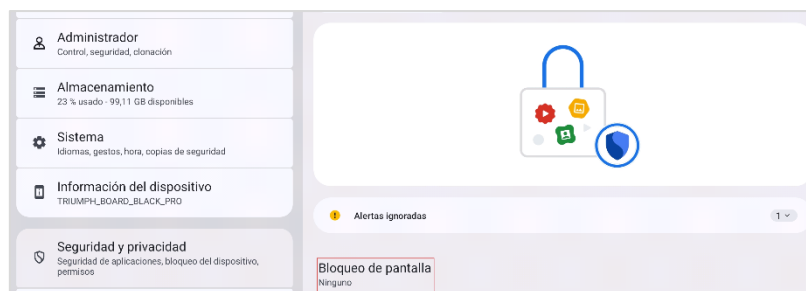 Administrador
Control, seguridad, clonación
Almacenamiento
23 % usado - 99,11 GB disponibles
Sistema
Idiomas, gestos, hora, copias de seguridad
Información del dispositivo
TRIUMPH_BOARD_BLACK_PRO
Seguridad y privacidad
Seguridad de aplicaciones, bloqueo del dispositivo,
permisos
Alertas ignoradas
1
Bloqueo de pantalla
Ninguno